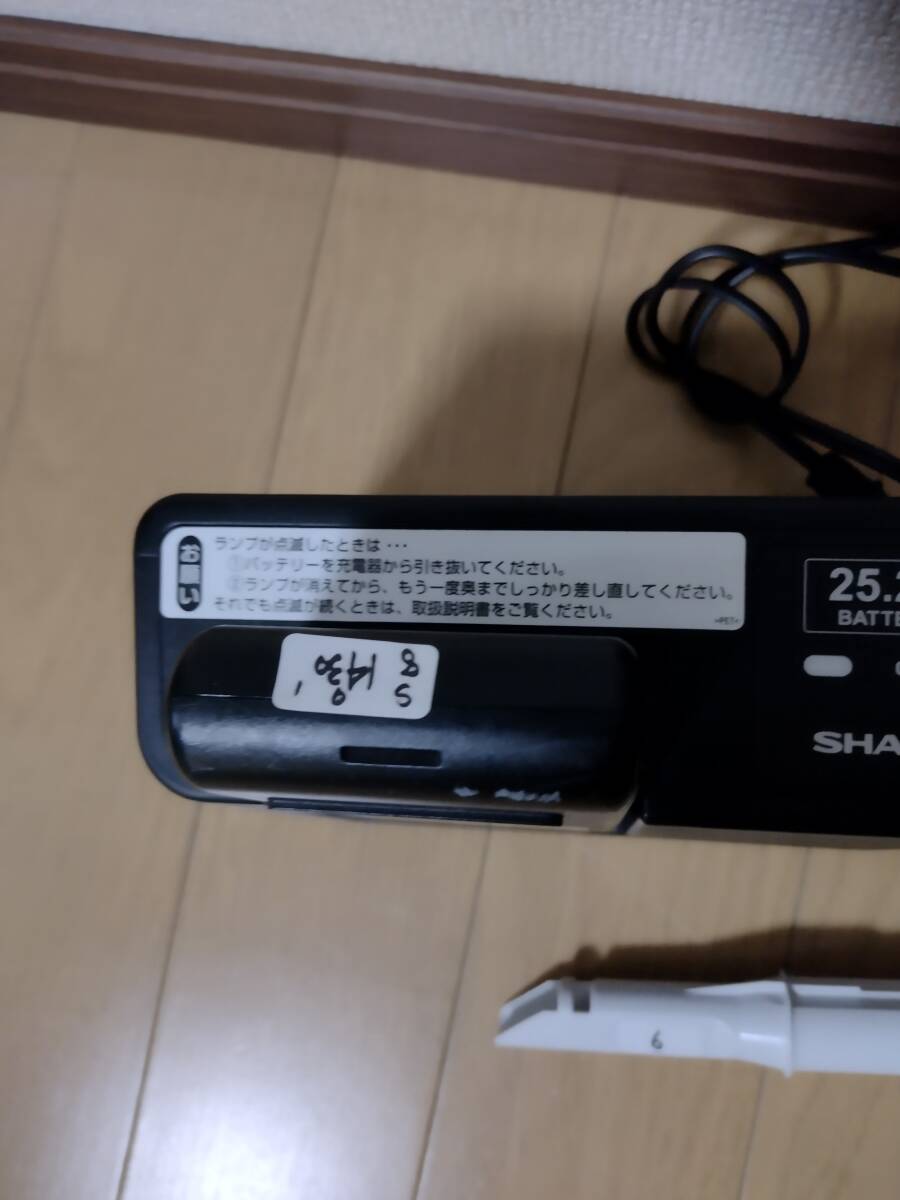 お願い
ランプが点滅したときは・・・
①バッテリーを充電器から引き抜いてください。
②ランプが消えてから、もう一度奥までしっかり差し直してください。
それでも点滅が続くときは、取扱説明書をご覧ください。
>PET<
25.2
BATTE
SHA
6